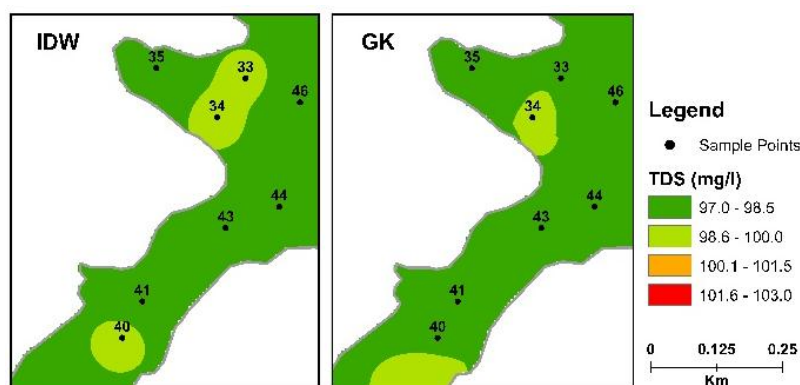 IDW
35
33
34
46
44
43
41
40
GK
35
33
34
46
44
43
41
40
Legend
Sample Points
TDS (mg/l)
97.0 - 98.5
98.6 - 100.0
100.1 - 101.5
101.6 - 103.0
0 0.125 0.25
Km